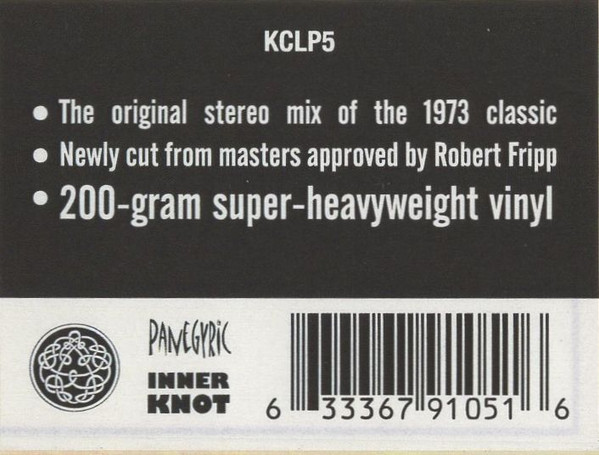 KCLP5
• The original stereo mix of the 1973 classic
• Newly cut from masters approved by Robert Fripp
• 200-gram super-heavyweight vinyl
PANEGYRIC
INNER
KNOT
6 33367 91051 6